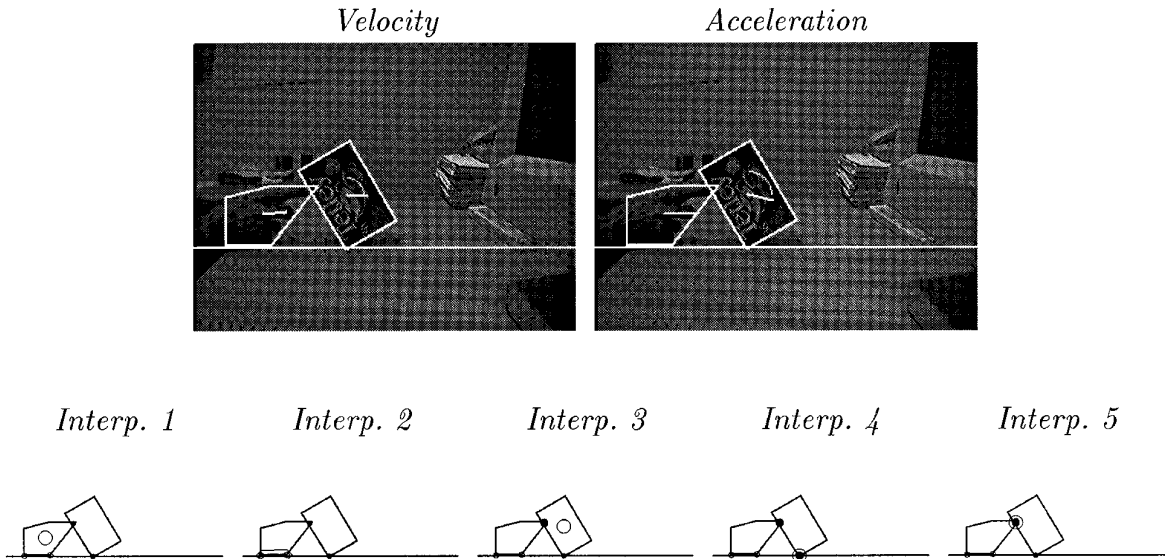 Velocity Acceleration
Interp. 1 Interp. 2 Interp. 3 Interp. 4 Interp. 5